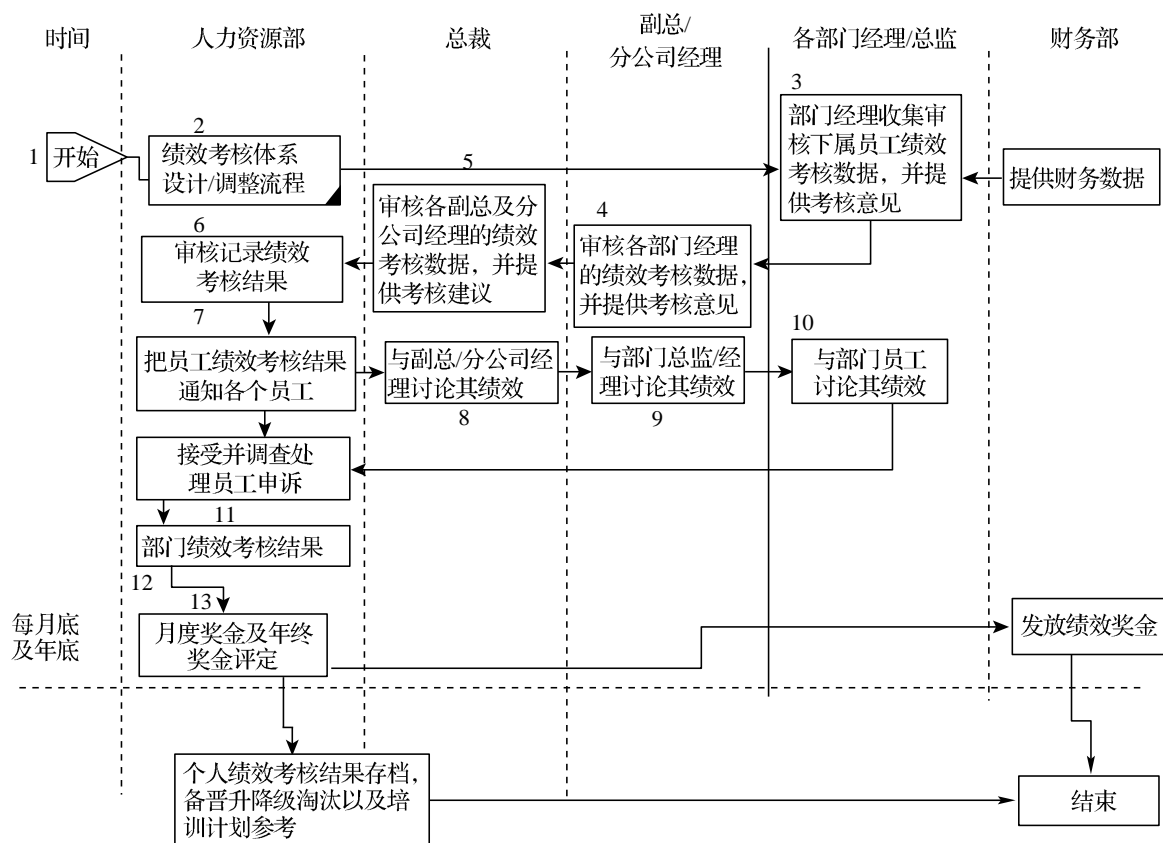 时间
人力资源部
总裁
副总/
分公司经理
各部门经理/总监
财务部
1
开始
2
绩效考核体系
设计/调整流程
3
部门经理收集审
核下属员工绩效
考核数据，并提
供考核意见
提供财务数据
4
审核各部门经理
的绩效考核数据，
并提供考核意见
5
审核各副总及分
公司经理的绩效
考核数据，并提
供考核建议
6
审核记录绩效
考核结果
7
把员工绩效考核结果
通知各个员工
与副总/分公司经
理讨论其绩效
8
与部门总监/经
理讨论其绩效
9
10
与部门员工
讨论其绩效
接受并调查处
理员工申诉
11
部门绩效考核结果
12
13
每月底
及年底
月度奖金及年终
奖金评定
发放绩效奖金
个人绩效考核结果存档，
备晋升降级淘汰以及培
训计划参考
结束